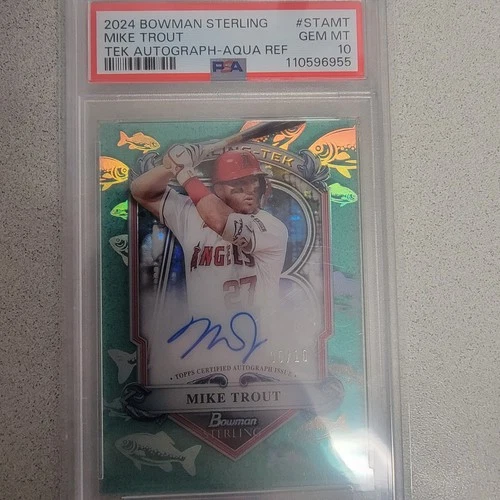 2024 BOWMAN STERLING #STAMT
MIKE TROUT GEM MT
TEK AUTOGRAPH-AQUA REF 10
PSA 110596955
TEK
ANGELS
27
TOPPS CERTIFIED AUTOGRAPH ISSUE
MIKE TROUT
Bowman
STERLING